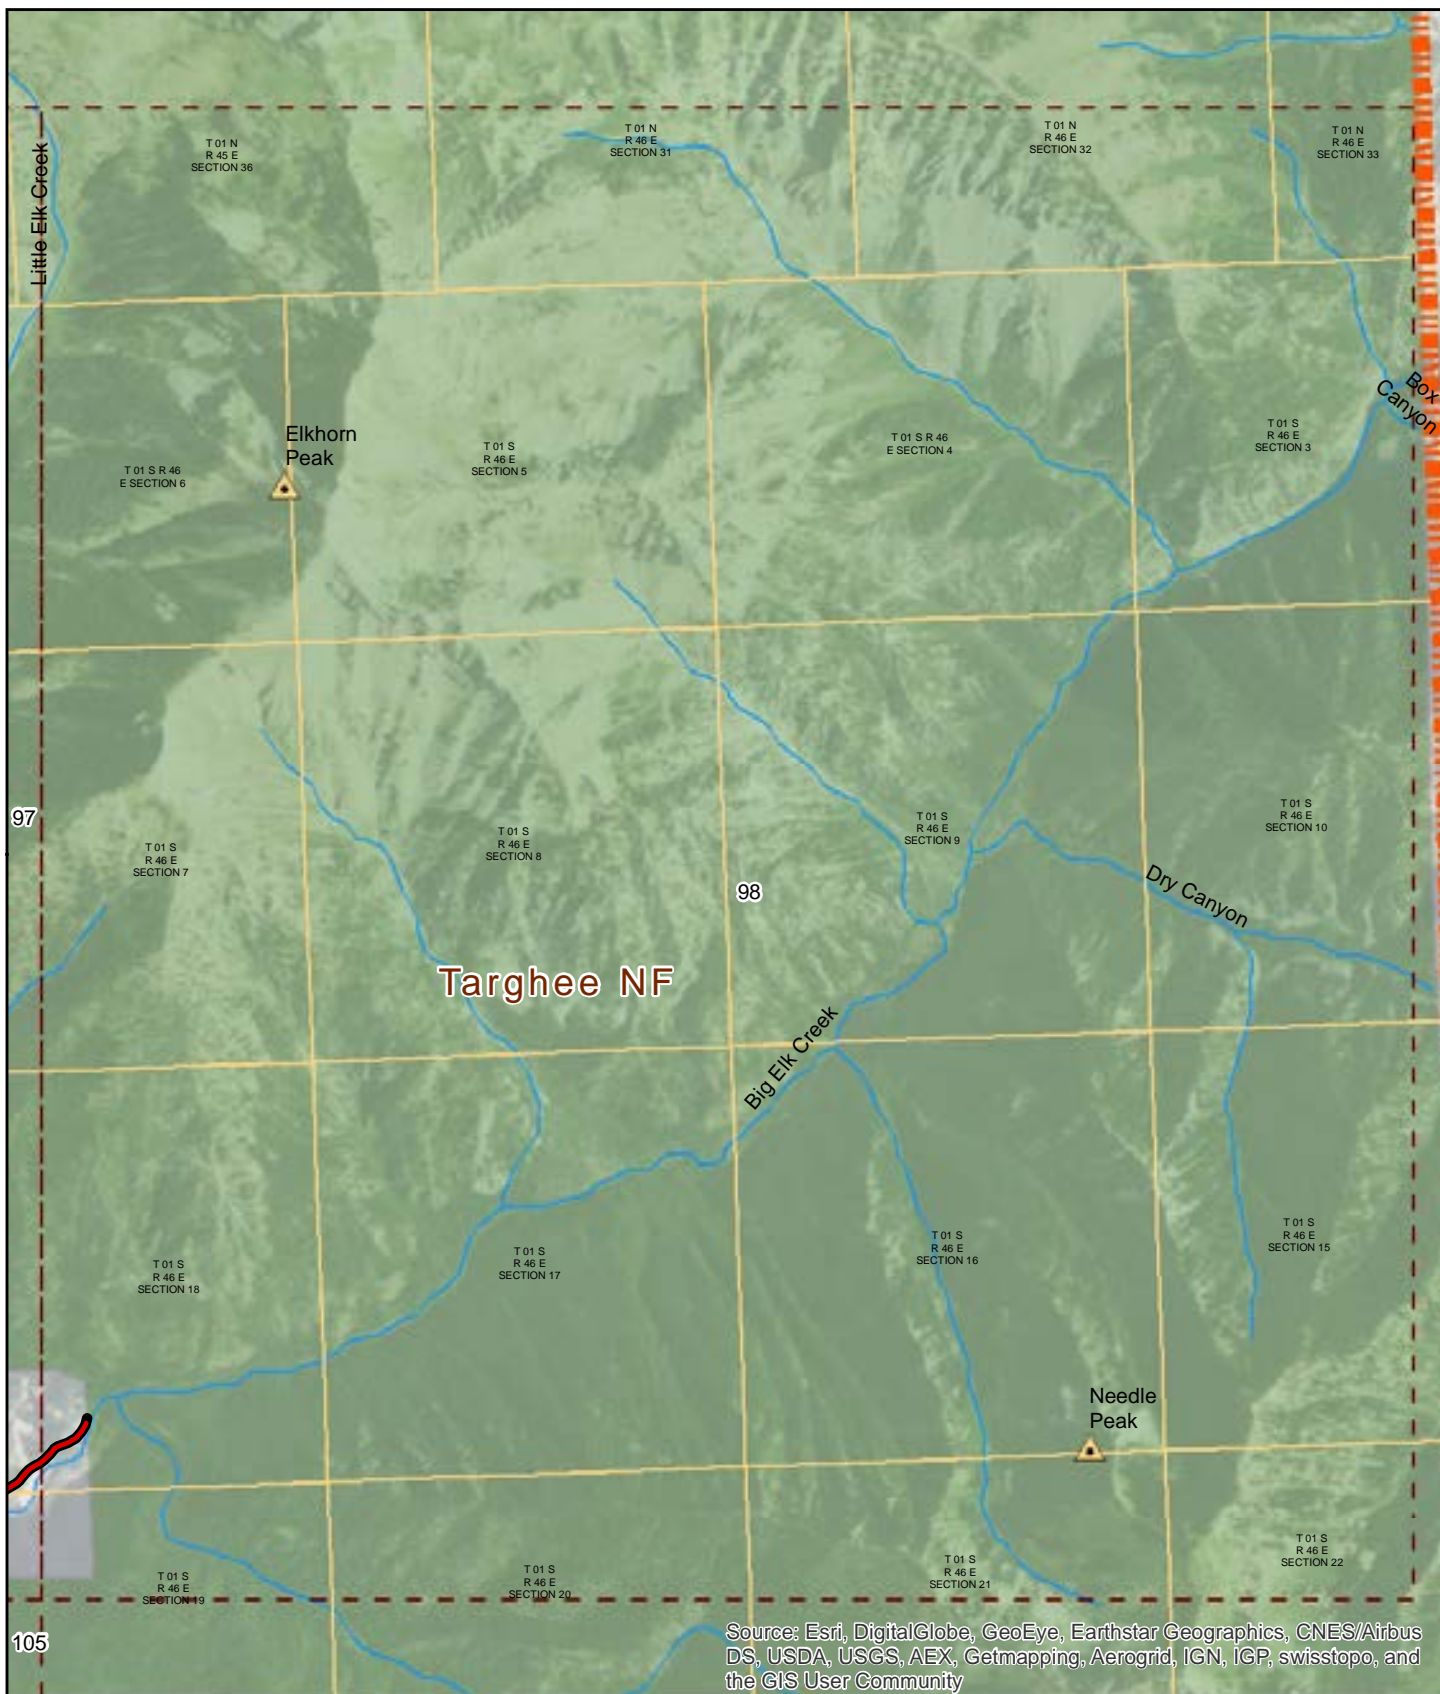 T 01 N
R 45 E
SECTION 36
T 01 N
R 46 E
SECTION 31
T 01 N
R 46 E
SECTION 32
T 01 N
R 46 E
SECTION 33
Little Elk Creek
Box
Canyon
Elkhorn
Peak
T 01 S R 46
E SECTION 6
T 01 S
R 46 E
SECTION 5
T 01 S R 46
E SECTION 4
T 01 S
R 46 E
SECTION 3
97
T 01 S
R 46 E
SECTION 7
T 01 S
R 46 E
SECTION 8
98
T 01 S
R 46 E
SECTION 9
T 01 S
R 46 E
SECTION 10
Dry Canyon
Targhee NF
Big Elk Creek
T 01 S
R 46 E
SECTION 18
T 01 S
R 46 E
SECTION 17
T 01 S
R 46 E
SECTION 16
T 01 S
R 46 E
SECTION 15
Needle
Peak
T 01 S
R 46 E
SECTION 19
T 01 S
R 46 E
SECTION 20
T 01 S
R 46 E
SECTION 21
T 01 S
R 46 E
SECTION 22
105
Source: Esri, DigitalGlobe, GeoEye, Earthstar Geographics, CNES/Airbus
DS, USDA, USGS, AEX, Getmapping, Aerogrid, IGN, IGP, swisstopo, and
the GIS User Community